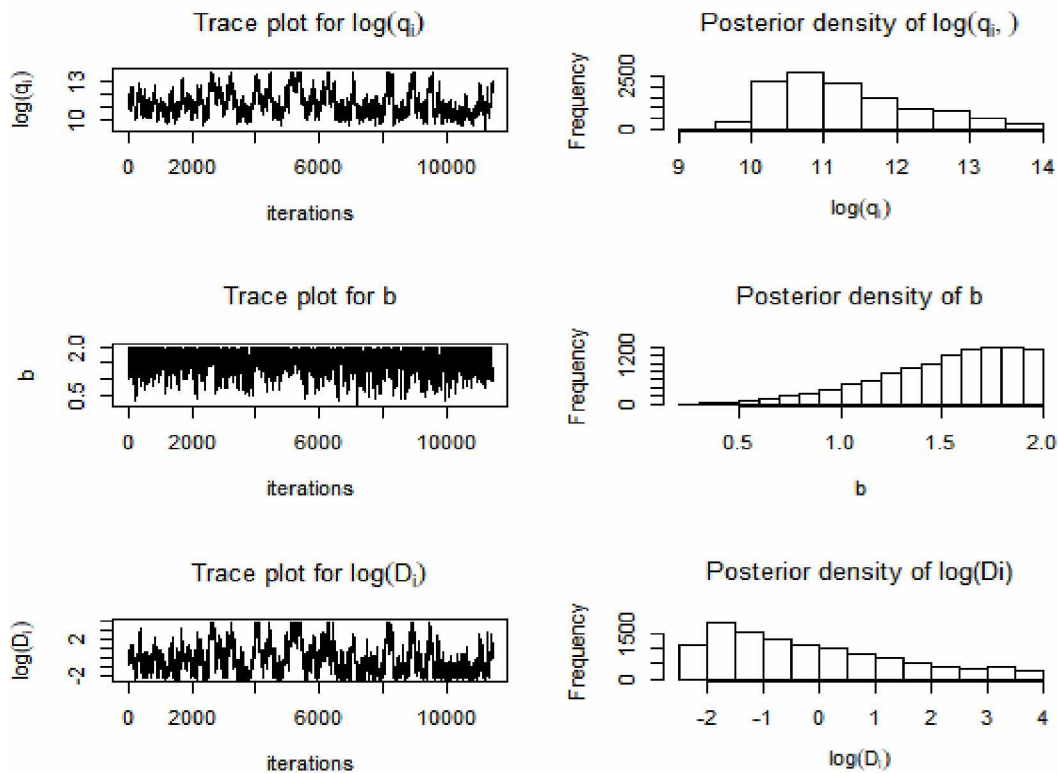 Trace plot for log(qᵢ)
Posterior density of log(qᵢ, )
log(qᵢ)
10 13
0 2000 6000 10000
iterations
Frequency
0 2500
9 10 11 12 13 14
log(qᵢ)
Trace plot for b
Posterior density of b
b
0.5 2.0
0 2000 6000 10000
iterations
Frequency
0 1200
0.5 1.0 1.5 2.0
b
Trace plot for log(Dᵢ)
Posterior density of log(Di)
log(Dᵢ)
-2 2
0 2000 6000 10000
iterations
Frequency
0 1500
-2 -1 0 1 2 3 4
log(Dᵢ)